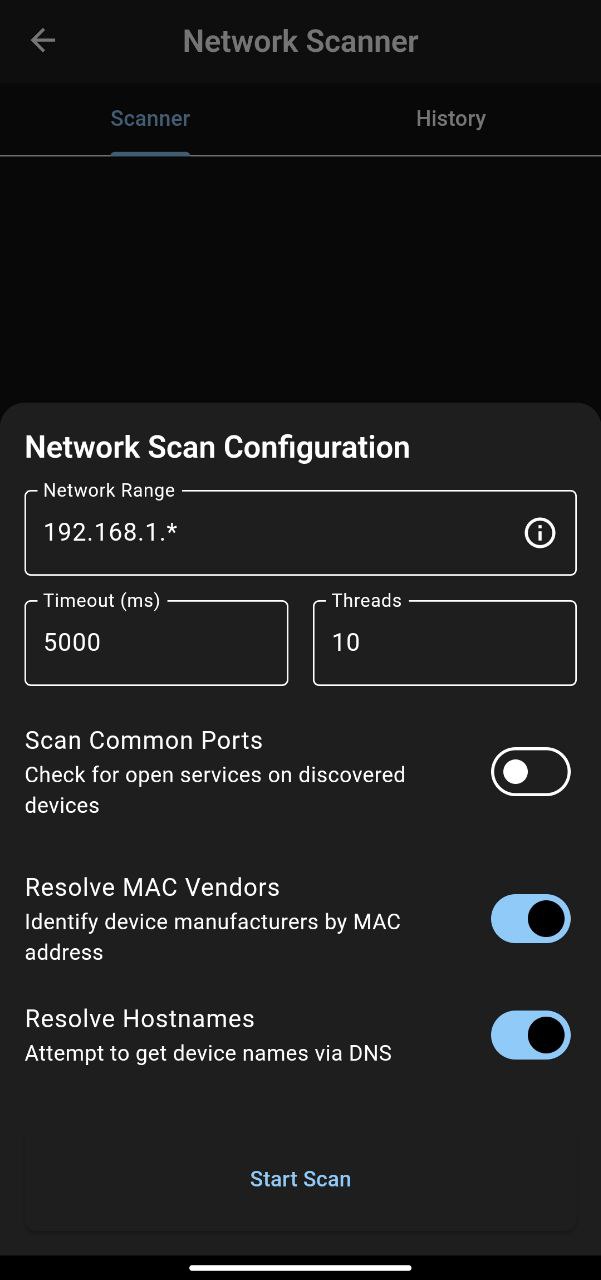 Network Scanner
Scanner
History
Network Scan Configuration
Network Range
192.168.1.*
Timeout (ms)
Threads
5000
10
Scan Common Ports
Check for open services on discovered
devices
Resolve MAC Vendors
Identify device manufacturers by MAC
address
Resolve Hostnames
Attempt to get device names via DNS
Start Scan